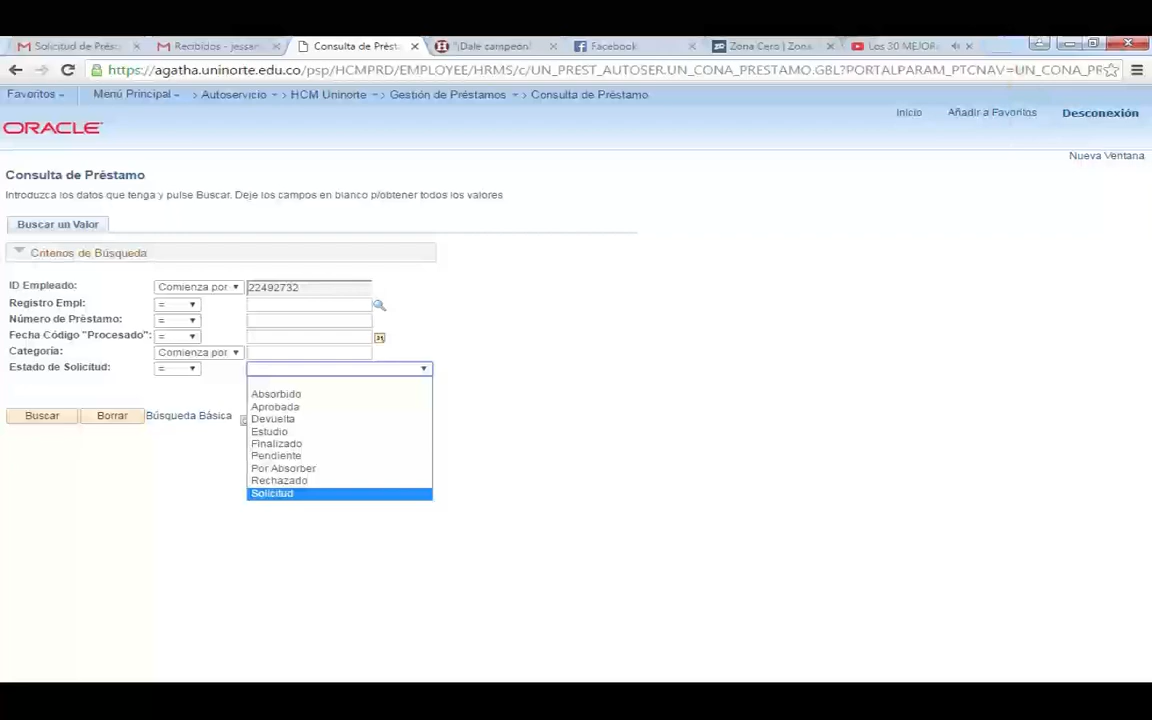 Solicitud de Prést
Recibidos - jessan
Consulta de Prést
¡Dale campeón!
Facebook
Zona Cero | Zona
Los 30 MEJOR
https://agatha.uninorte.edu.co/psp/HCMPRD/EMPLOYEE/HRMS/c/UN_PREST_AUTOSER.UN_CONA_PRESTAMO.GBL?PORTALPARAM_PTCNAV=UN_CONA_PR
Favoritos
Menú Principal > Autoservicio > HCM Uninorte > Gestión de Préstamos > Consulta de Préstamo
Inicio Añadir a Favoritos Desconexión
ORACLE
Nueva Ventana
Consulta de Préstamo
Introduzca los datos que tenga y pulse Buscar. Deje los campos en blanco p/obtener todos los valores
Buscar un Valor
Criterios de Búsqueda
ID Empleado: Comienza por 22492732
Registro Empl: =
Número de Préstamo: =
Fecha Código "Procesado": = 31
Categoría: Comienza por
Estado de Solicitud: =
Absorbido
Aprobada
Devuelta
Estudio
Finalizado
Pendiente
Por Absorber
Rechazado
Solicitud
Buscar Borrar Búsqueda Básica